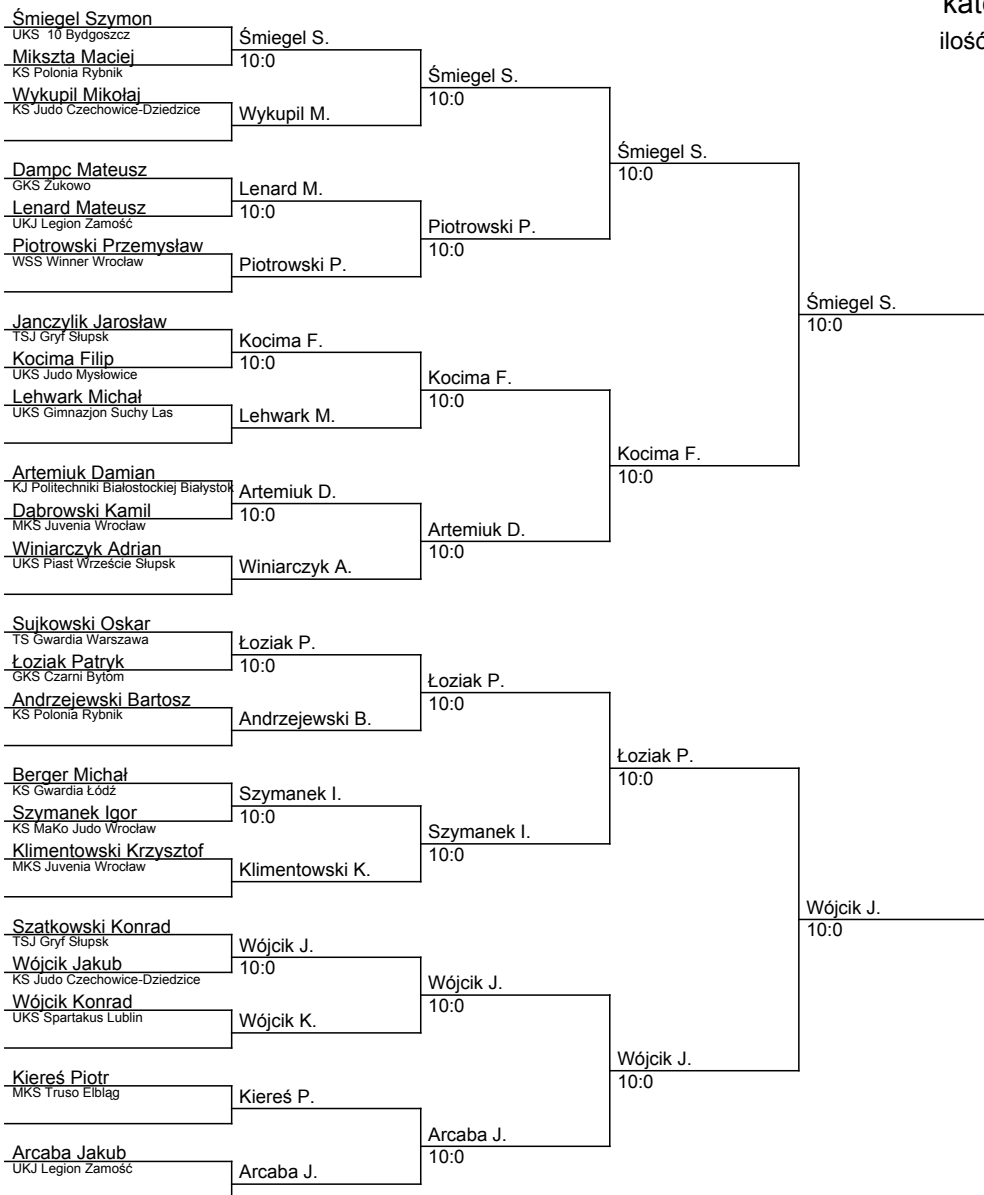 kate
ilość
Śmiegel Szymon
UKS 10 Bydgoszcz
Mikszta Maciej
KS Polonia Rybnik
Wykupil Mikołaj
KS Judo Czechowice-Dziedzice
Dampc Mateusz
GKS Żukowo
Lenard Mateusz
UKJ Legion Zamość
Piotrowski Przemysław
WSS Winner Wrocław
Janczylik Jarosław
TSJ Gryf Słupsk
Kocima Filip
UKS Judo Mysłowice
Lehwark Michał
UKS Gimnazjon Suchy Las
Artemiuk Damian
KJ Politechniki Białostockiej Białystok
Dąbrowski Kamil
MKS Juvenia Wrocław
Winiarczyk Adrian
UKS Piast Wrzeście Słupsk
Sujkowski Oskar
TS Gwardia Warszawa
Łoziak Patryk
GKS Czarni Bytom
Andrzejewski Bartosz
KS Polonia Rybnik
Berger Michał
KS Gwardia Łódź
Szymanek Igor
KS MaKo Judo Wrocław
Klimentowski Krzysztof
MKS Juvenia Wrocław
Szatkowski Konrad
TSJ Gryf Słupsk
Wójcik Jakub
KS Judo Czechowice-Dziedzice
Wójcik Konrad
UKS Spartakus Lublin
Kiereś Piotr
MKS Truso Elbląg
Arcaba Jakub
UKJ Legion Zamość
Śmiegel S.
10:0
Wykupil M.
Lenard M.
10:0
Piotrowski P.
Kocima F.
10:0
Lehwark M.
Artemiuk D.
10:0
Winiarczyk A.
Łoziak P.
10:0
Andrzejewski B.
Szymanek I.
10:0
Klimentowski K.
Wójcik J.
10:0
Wójcik K.
Kiereś P.
Arcaba J.
Śmiegel S.
10:0
Piotrowski P.
10:0
Kocima F.
10:0
Artemiuk D.
10:0
Łoziak P.
10:0
Szymanek I.
10:0
Wójcik J.
10:0
Arcaba J.
10:0
Śmiegel S.
10:0
Kocima F.
10:0
Łoziak P.
10:0
Wójcik J.
10:0
Śmiegel S.
10:0
Wójcik J.
10:0